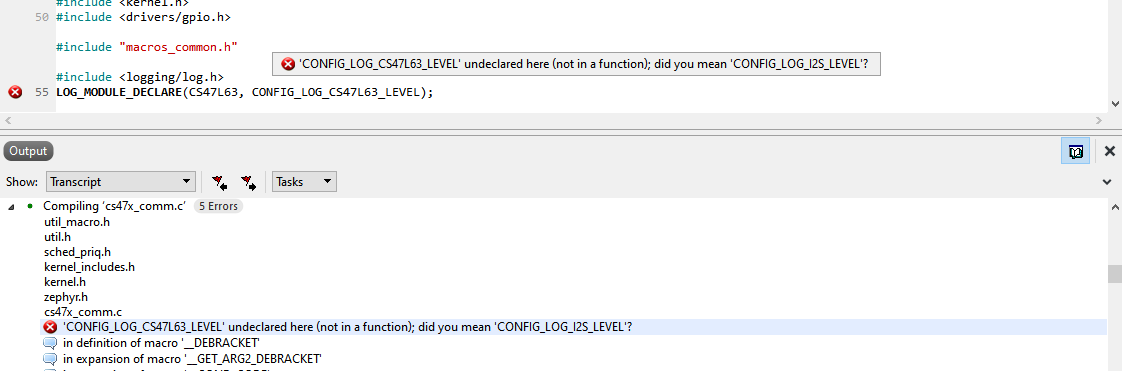 #include <kernel.h>
50 #include <drivers/gpio.h>
#include "macros_common.h"
'CONFIG_LOG_CS47L63_LEVEL' undeclared here (not in a function); did you mean 'CONFIG_LOG_I2S_LEVEL'?
#include <logging/log.h>
55 LOG_MODULE_DECLARE(CS47L63, CONFIG_LOG_CS47L63_LEVEL);
Output
Show: Transcript Tasks
Compiling 'cs47x_comm.c' 5 Errors
util_macro.h
util.h
sched_priq.h
kernel_includes.h
kernel.h
zephyr.h
cs47x_comm.c
'CONFIG_LOG_CS47L63_LEVEL' undeclared here (not in a function); did you mean 'CONFIG_LOG_I2S_LEVEL'?
in definition of macro '__DEBRACKET'
in expansion of macro '__GET_ARG2_DEBRACKET'